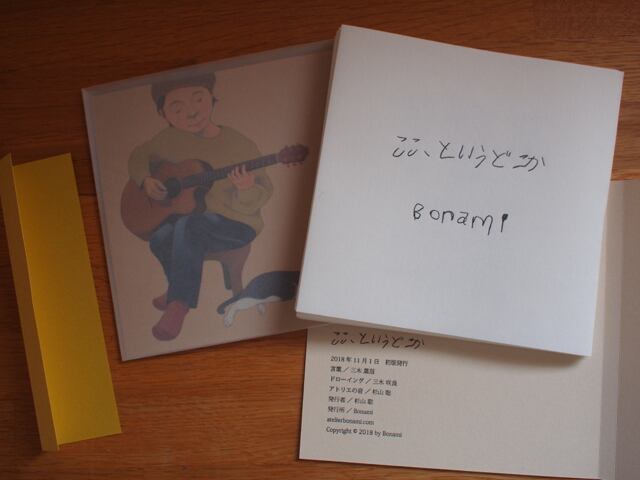 ここ、というどこか
Bonami
ここ、というどこか
2018年11月1日　初版発行
言葉／三木葉苗
ドローイング／三木咲良
アトリエの音／杉山聡
発行者／杉山聡
発行所／Bonami
atelierbonami.com
Copyright © 2018 by Bonami